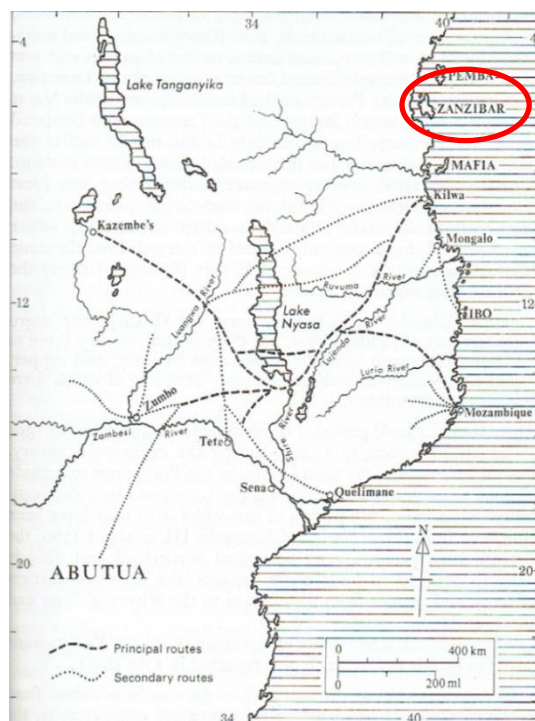 34
40
4
4
Lake
Tanganyika
PEMBA
ZANZIBAR
MAFIA
Kilwa
Kazembe's
Mongalo
Ruvuma River
Luangwa River
12
12
Lake
Nyasa
IBO
Lujenda River
Luria River
Zumbo
Mozambique
Zambesi River
Tete
Shire River
Sena
Quelimane
N
20
20
ABUTUA
Principal routes
Secondary routes
0 400 km
0 200 ml
34
40